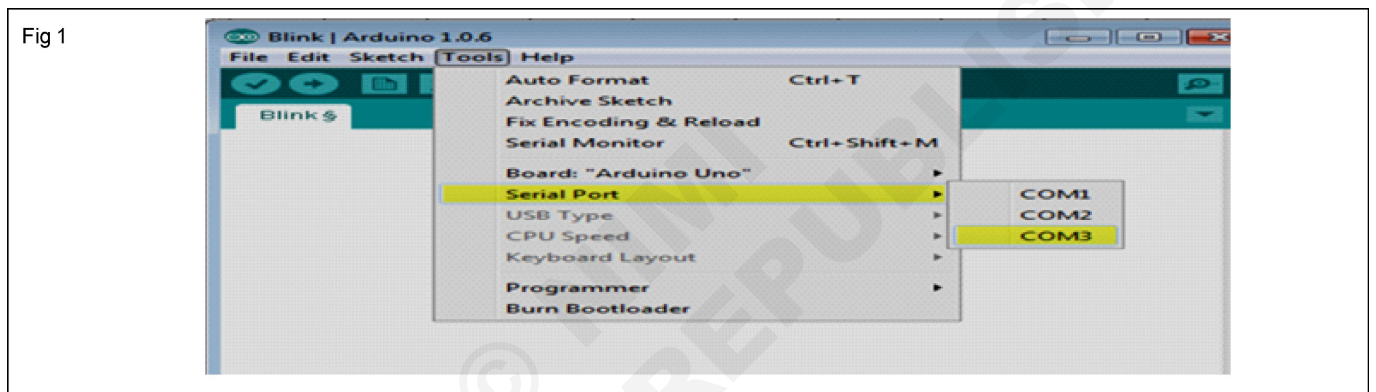 Fig 1
Blink | Arduino 1.0.6
File Edit Sketch Tools Help
Auto Format Ctrl+T
Archive Sketch
Fix Encoding & Reload
Serial Monitor Ctrl+Shift+M
Blink §
Board: "Arduino Uno"
Serial Port
COM1
USB Type
COM2
CPU Speed
COM3
Keyboard Layout
Programmer
Burn Bootloader
© NIMI
REPUBLISH